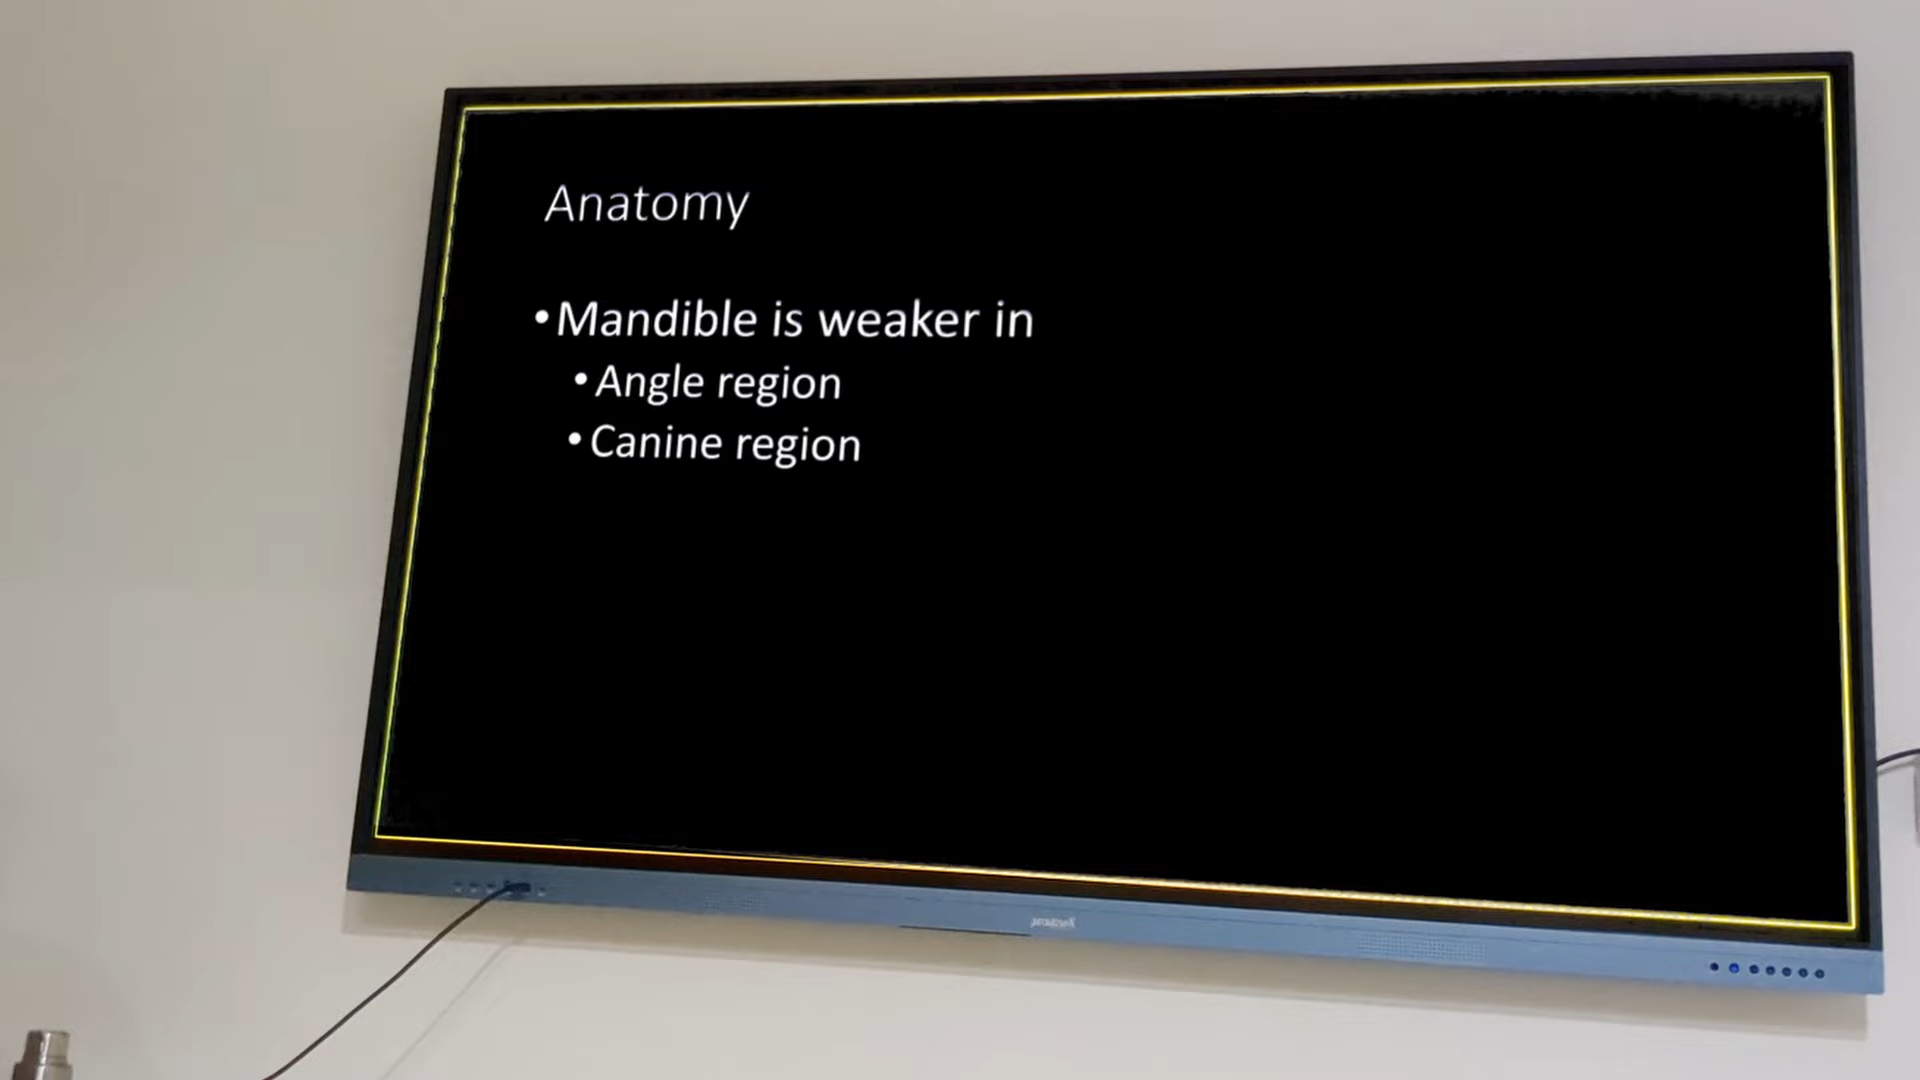 Anatomy
• Mandible is weaker in
• Angle region
• Canine region